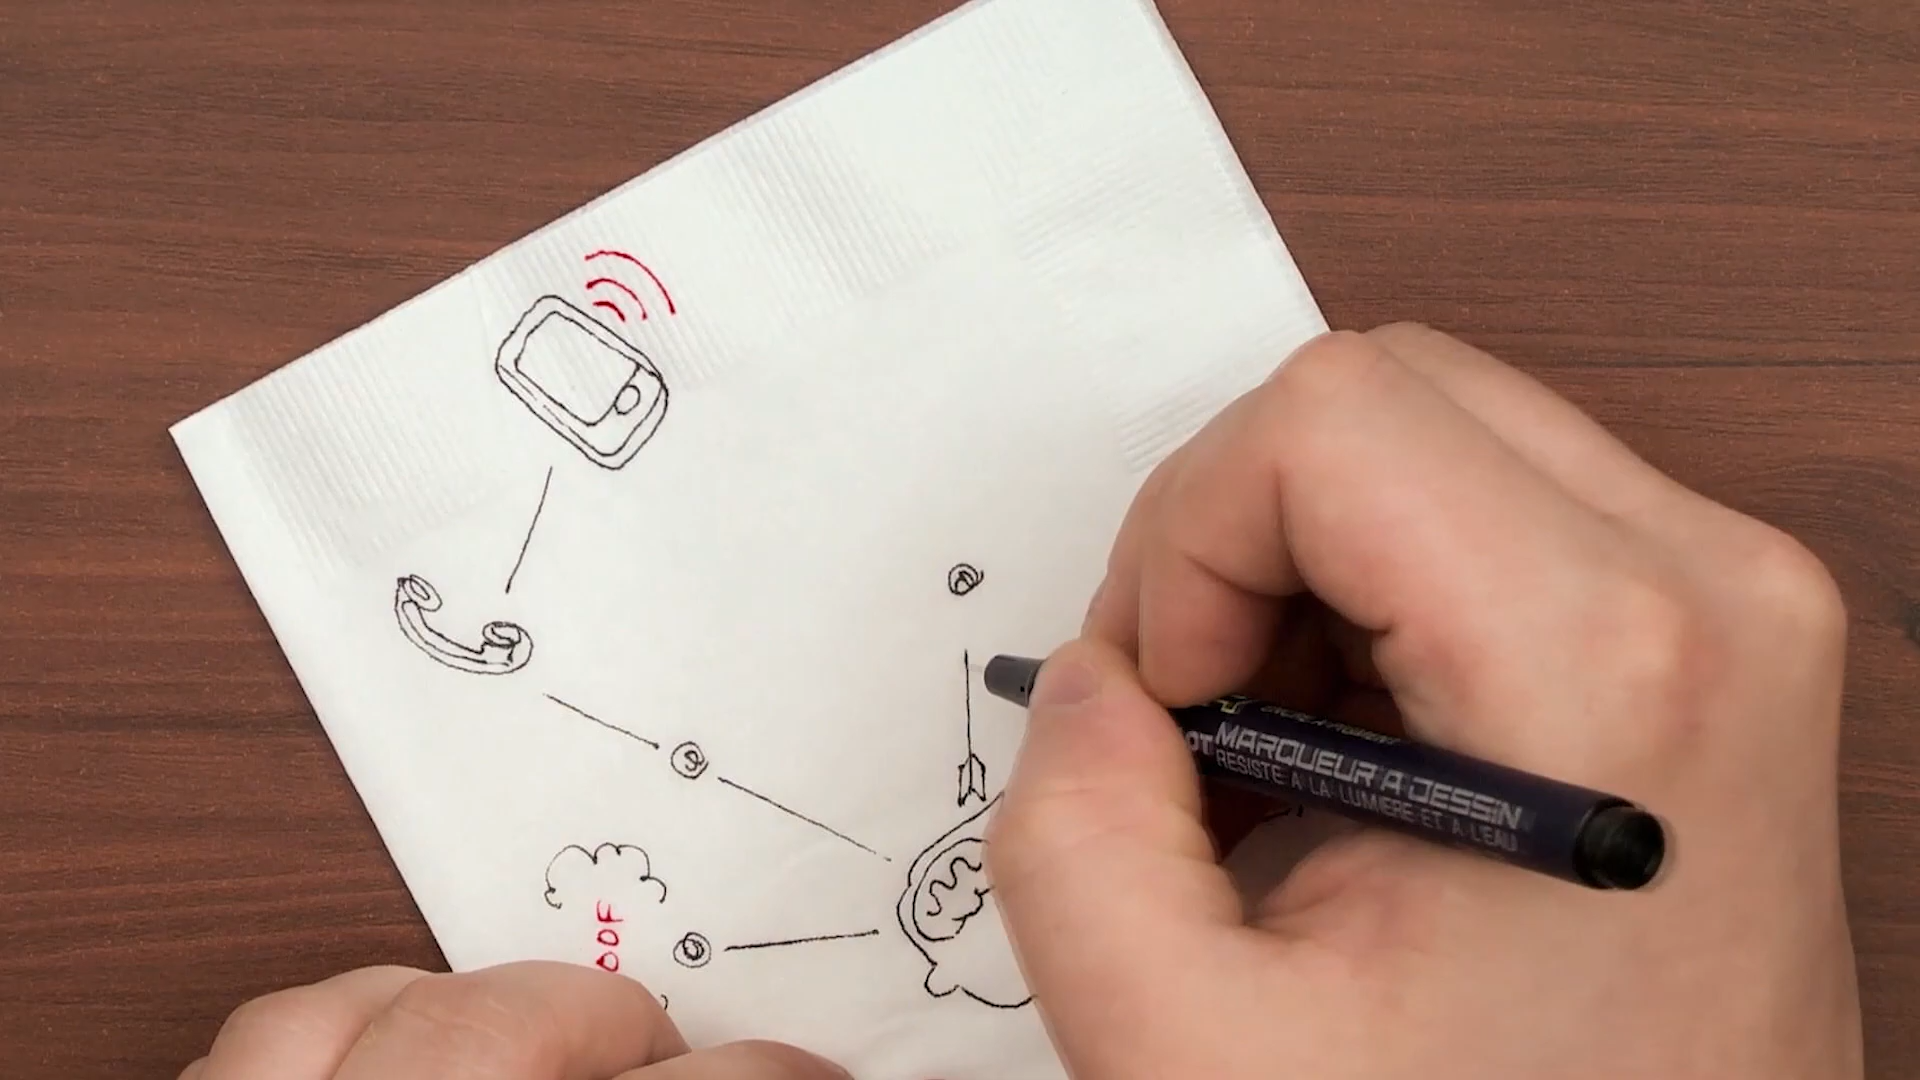 MARQUEUR A DESSIN
RESISTE A LA LUMIERE ET A L'EAU
OOF